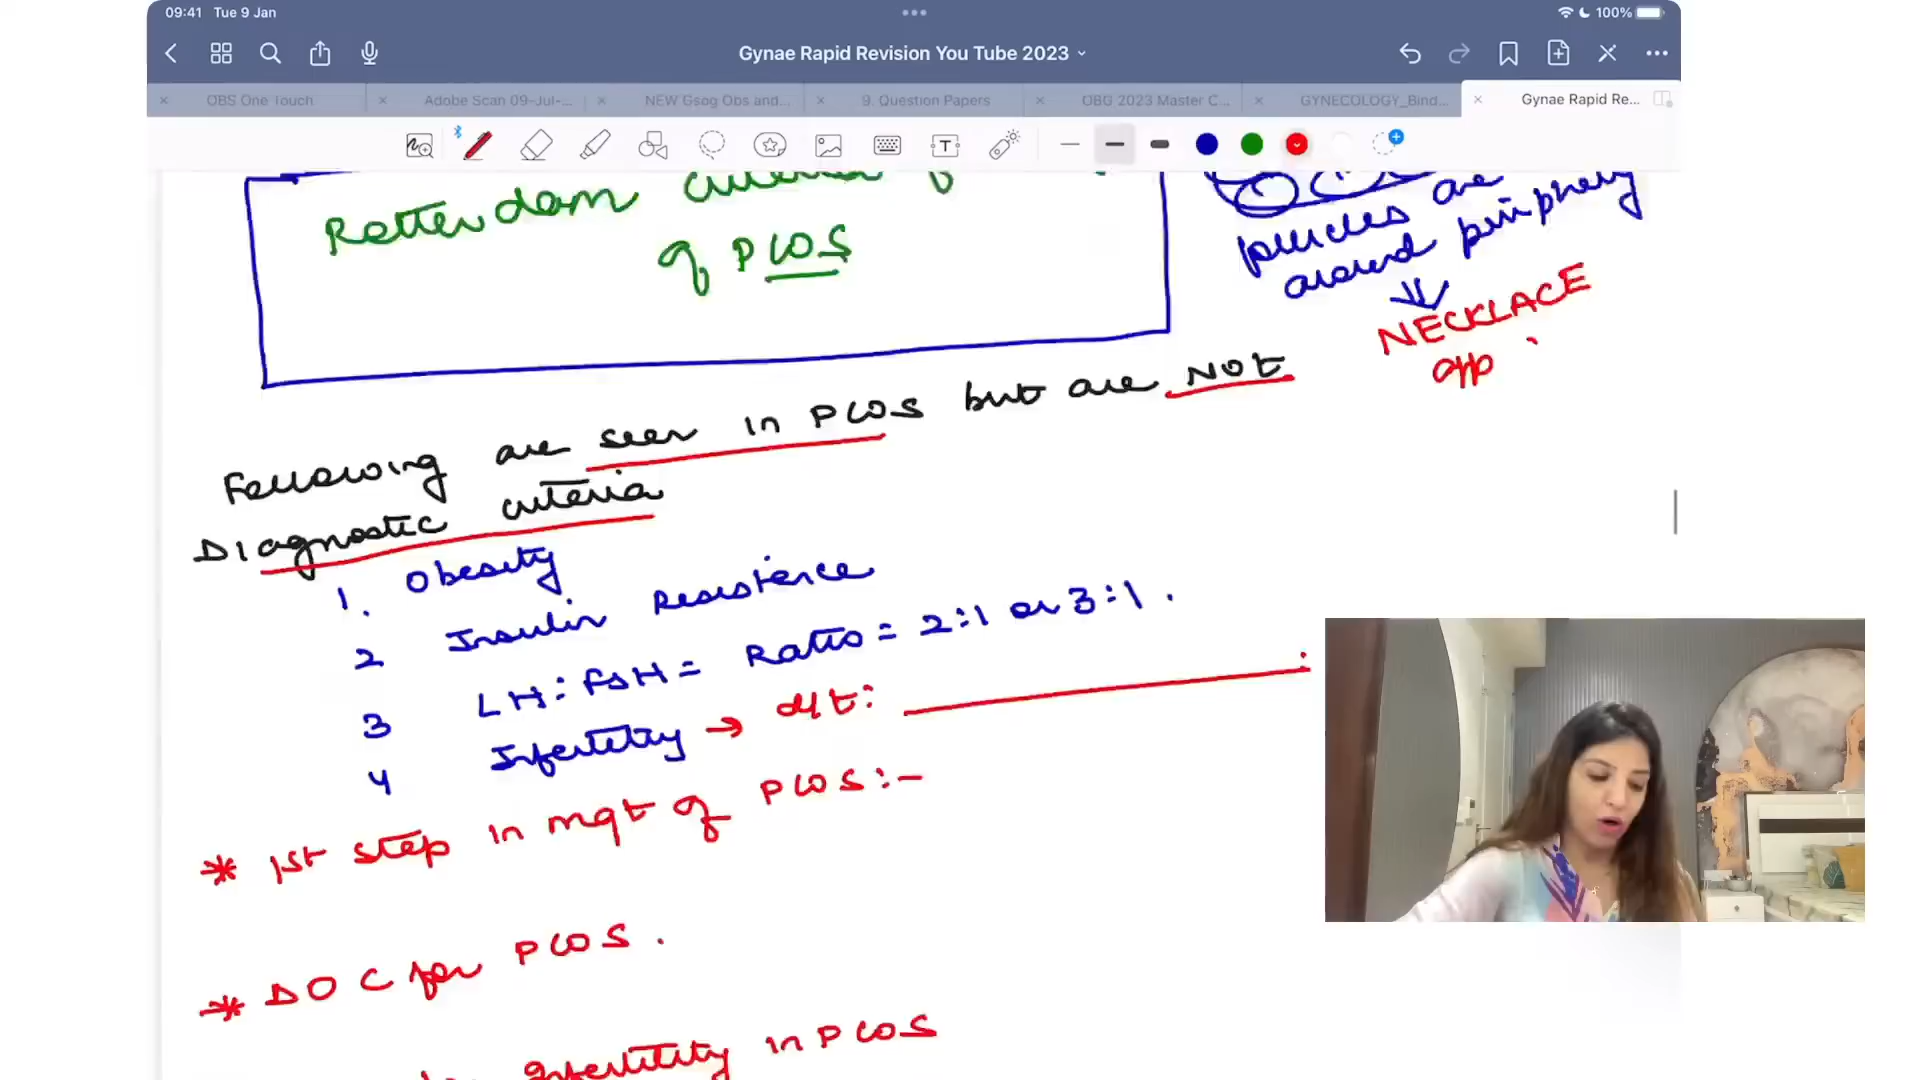 09:41 Tue 9 Jan
100%
Gynae Rapid Revision You Tube 2023
OBS One Touch
Adobe Scan 09-Jul-...
NEW Gsog Obs and...
9. Question Papers
OBG 2023 Master C...
GYNECOLOGY_Bind...
Gynae Rapid Re...
Rotterdam criteria
of PCOS
are
around periphery
NECKLACE
app
Following are seen in PCOS but are NOT
Diagnostic criteria
1. Obesity
2 Insulin Resistence
3 LH:FSH = Ratio = 2:1 or 3:1.
4 Infertility → d/t:
* 1st step in mgt of PCOS:-
* DOC for PCOS.
Infertility in PCOS